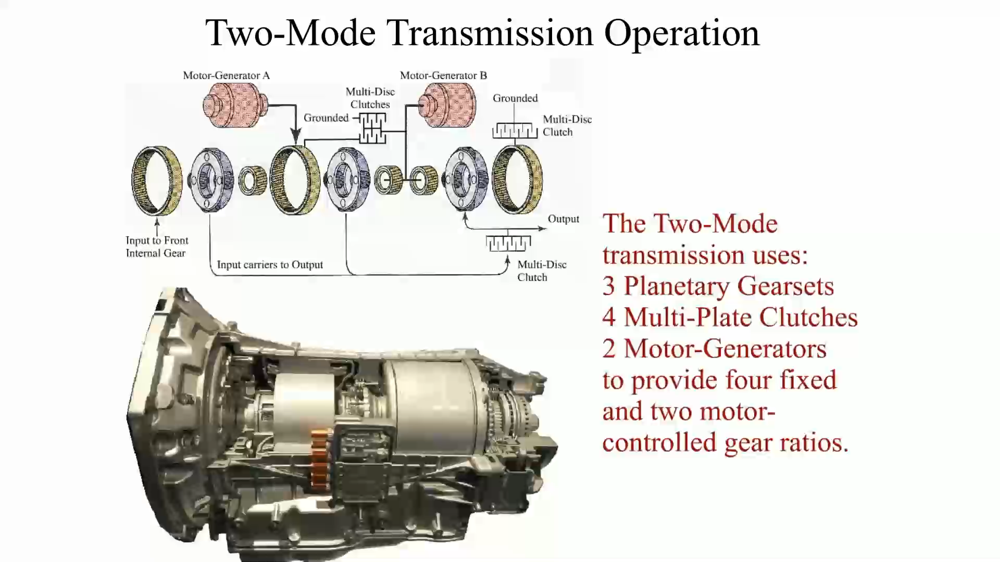 Two-Mode Transmission Operation
Motor-Generator A
Motor-Generator B
Multi-Disc
Clutches
Grounded
Grounded
Multi-Disc
Clutch
Input to Front
Internal Gear
Input carriers to Output
Output
Multi-Disc
Clutch
The Two-Mode
transmission uses:
3 Planetary Gearsets
4 Multi-Plate Clutches
2 Motor-Generators
to provide four fixed
and two motor-
controlled gear ratios.